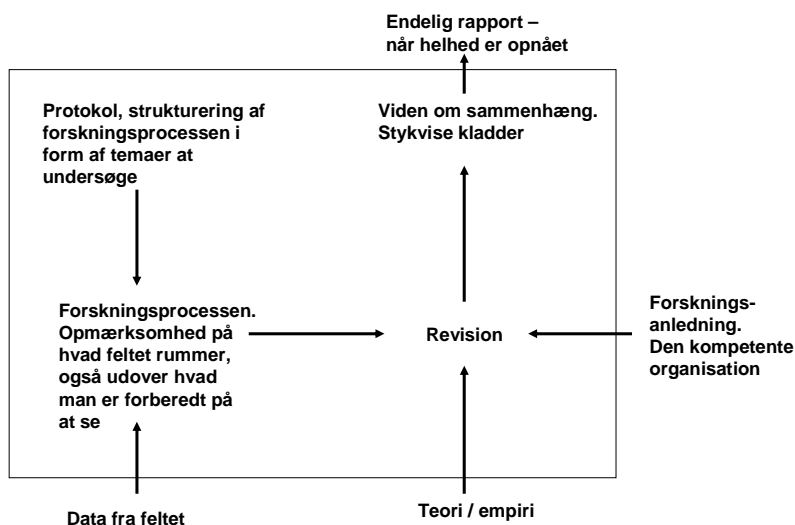 Endelig rapport –
når helhed er opnået
Protokol, strukturering af
forskningsprocessen i
form af temaer at
undersøge
Viden om sammenhæng.
Stykvise kladder
Forskningsprocessen.
Opmærksomhed på
hvad feltet rummer,
også udover hvad
man er forberedt på
at se
Revision
Forsknings-
anledning.
Den kompetente
organisation
Data fra feltet
Teori / empiri